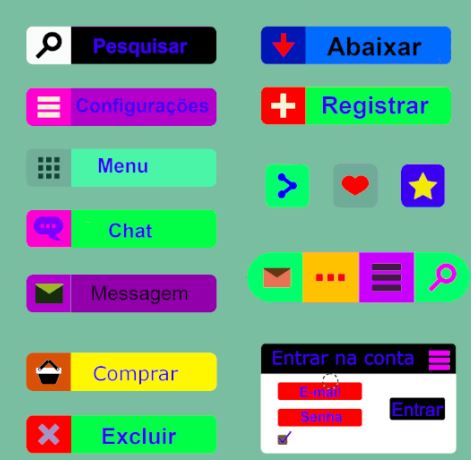 Pesquisar
Configurações
Menu
Chat
Messagem
Comprar
Excluir
Abaixar
Registrar
Entrar na conta
E-mail
Senha
Entrar